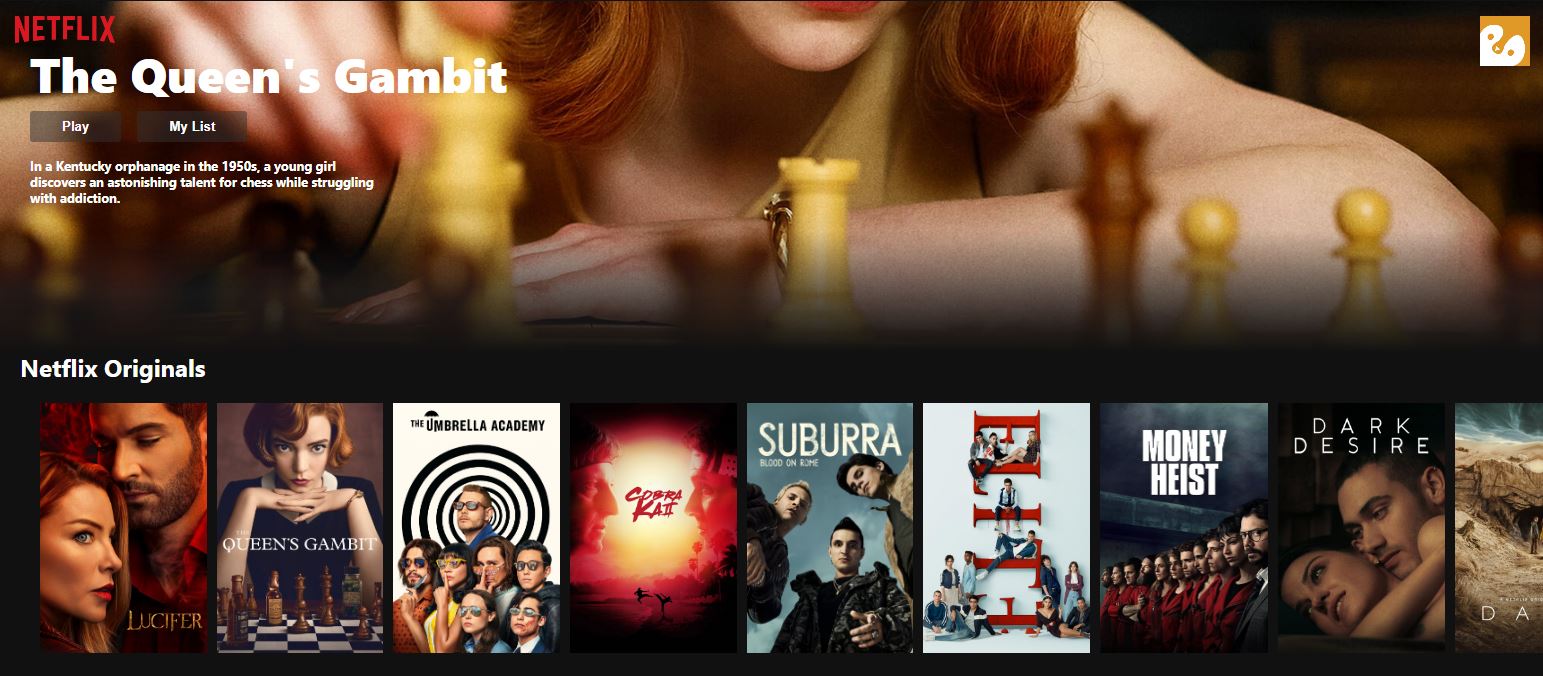 NETFLIX
The Queen's Gambit
Play
My List
In a Kentucky orphanage in the 1950s, a young girl
discovers an astonishing talent for chess while struggling
with addiction.
Netflix Originals
LUCIFER
THE
QUEEN'S GAMBIT
THE UMBRELLA ACADEMY
COBRA
KAI
SUBURRA
BLOOD ON ROME
ELITE
MONEY
HEIST
DARK
DESIRE
DA